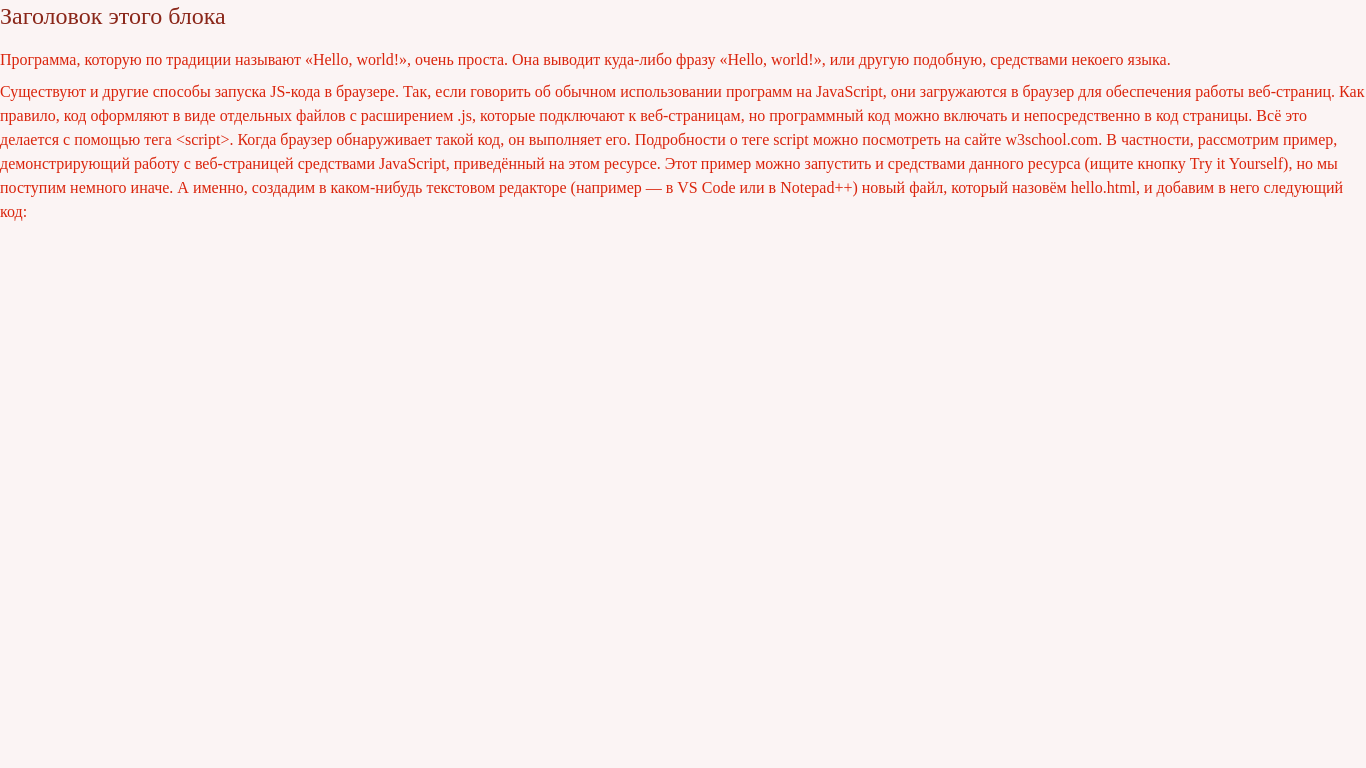 Заголовок этого блока
Программа, которую по традиции называют «Hello, world!», очень проста. Она выводит куда-либо фразу «Hello, world!», или другую подобную, средствами некоего языка.
Существуют и другие способы запуска JS-кода в браузере. Так, если говорить об обычном использовании программ на JavaScript, они загружаются в браузер для обеспечения работы веб-страниц. Как
правило, код оформляют в виде отдельных файлов с расширением .js, которые подключают к веб-страницам, но программный код можно включать и непосредственно в код страницы. Всё это
делается с помощью тега <script>. Когда браузер обнаруживает такой код, он выполняет его. Подробности о теге script можно посмотреть на сайте w3school.com. В частности, рассмотрим пример,
демонстрирующий работу с веб-страницей средствами JavaScript, приведённый на этом ресурсе. Этот пример можно запустить и средствами данного ресурса (ищите кнопку Try it Yourself), но мы
поступим немного иначе. А именно, создадим в каком-нибудь текстовом редакторе (например — в VS Code или в Notepad++) новый файл, который назовём hello.html, и добавим в него следующий
код: